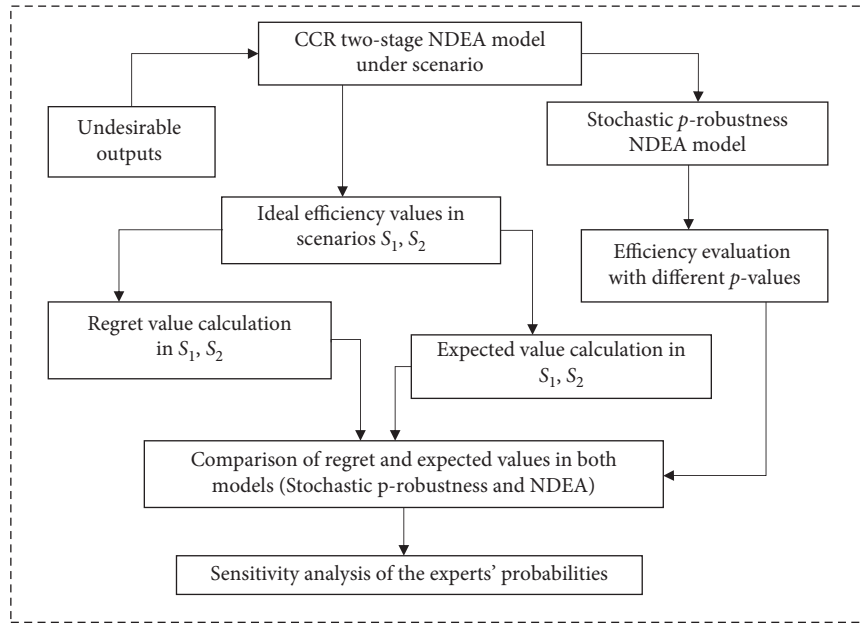 CCR two-stage NDEA model
under scenario
Undesirable
outputs
Stochastic p-robustness
NDEA model
Ideal efficiency values in
scenarios S1, S2
Efficiency evaluation
with different p-values
Regret value calculation
in S1, S2
Expected value calculation in
S1, S2
Comparison of regret and expected values in both
models (Stochastic p-robustness and NDEA)
Sensitivity analysis of the experts’ probabilities